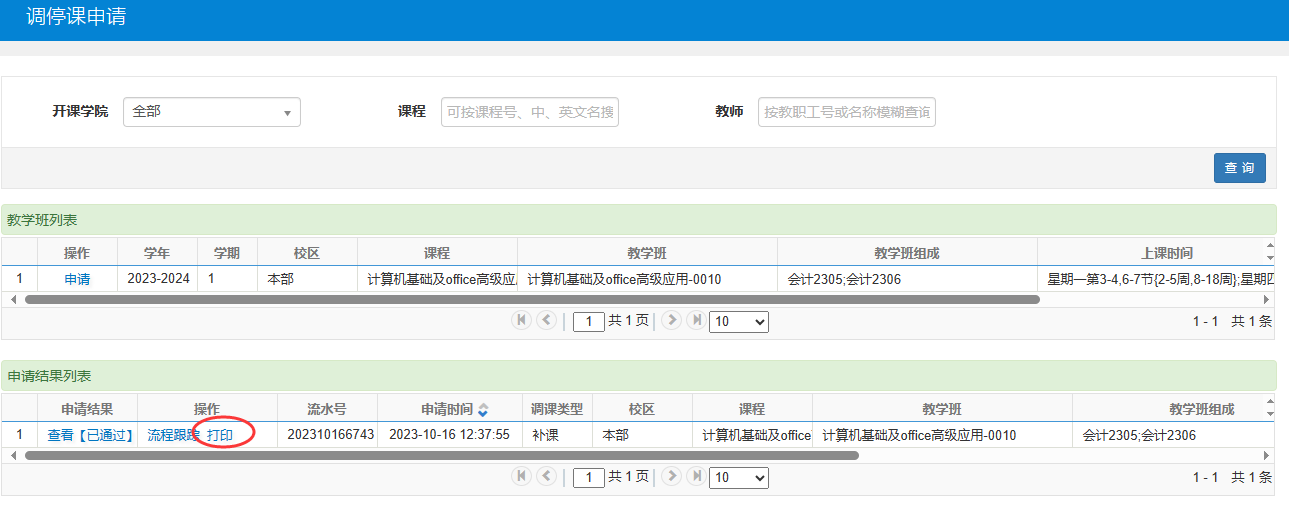 调停课申请
开课学院 全部 课程 可按课程号、中、英文名搜 教师 按教职工号或名称模糊查询
查 询
教学班列表
操作 学年 学期 校区 课程 教学班 教学班组成 上课时间
1 申请 2023-2024 1 本部 计算机基础及office高级应 计算机基础及office高级应用-0010 会计2305;会计2306 星期一第3-4,6-7节{2-5周,8-18周};星期四
1 共 1 页 10 1 - 1 共 1 条
申请结果列表
申请结果 操作 流水号 申请时间 调课类型 校区 课程 教学班 教学班组成
1 查看【已通过】 流程跟踪 打印 202310166743 2023-10-16 12:37:55 补课 本部 计算机基础及office 计算机基础及office高级应用-0010 会计2305;会计2306
1 共 1 页 10 1 - 1 共 1 条